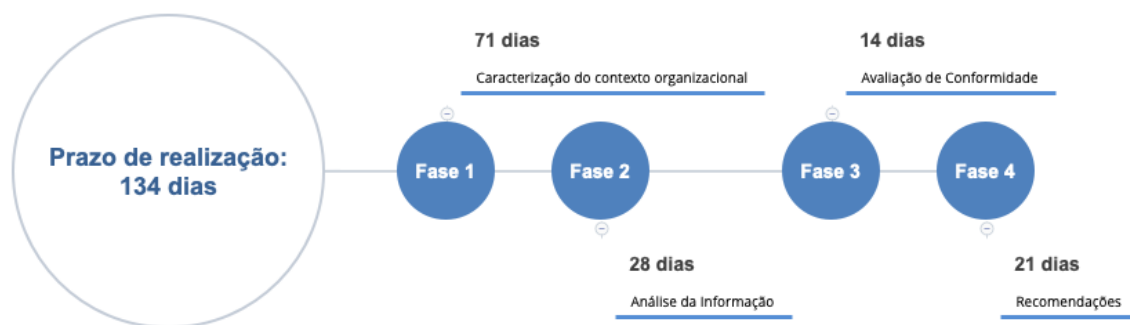 Prazo de realização:
134 dias
Fase 1
71 dias
Caracterização do contexto organizacional
Fase 2
28 dias
Análise da Informação
Fase 3
14 dias
Avaliação de Conformidade
Fase 4
21 dias
Recomendações